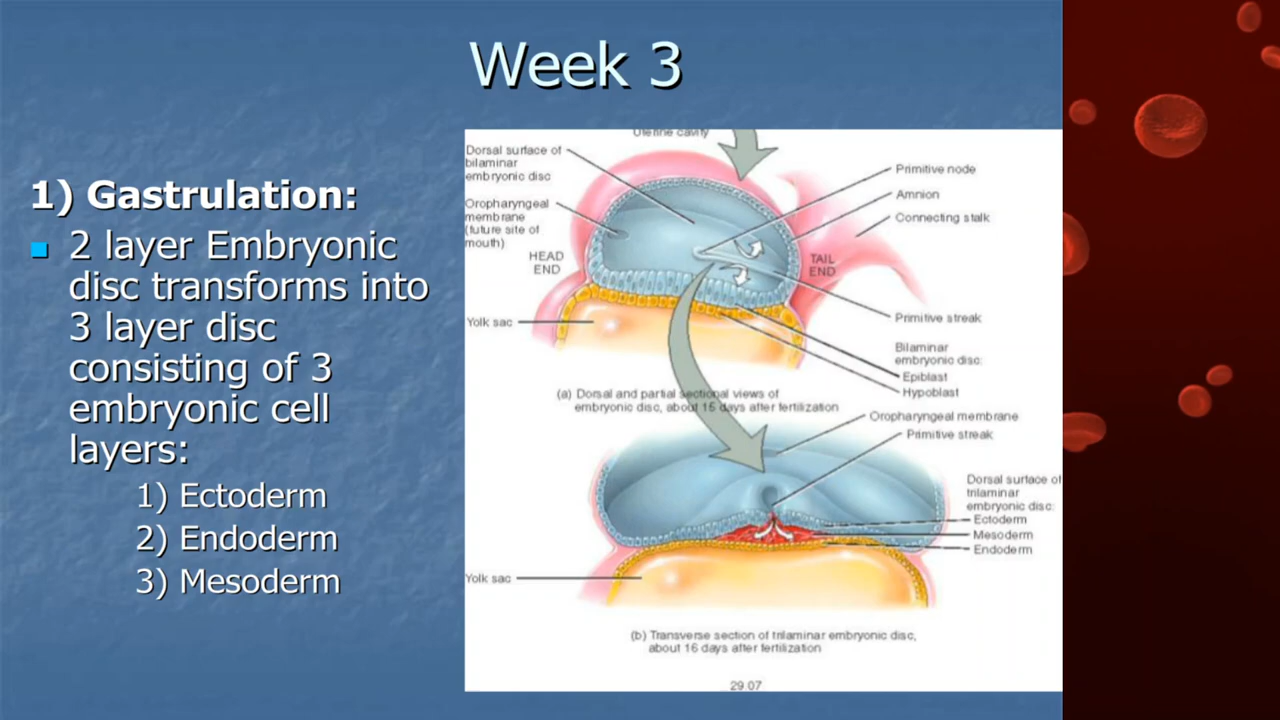 Week 3
1) Gastrulation:
2 layer Embryonic
disc transforms into
3 layer disc
consisting of 3
embryonic cell
layers:
1) Ectoderm
2) Endoderm
3) Mesoderm
Uterine cavity
Dorsal surface of
bilaminar
embryonic disc
Oropharyngeal
membrane
(future site of
mouth)
HEAD
END
Yolk sac
Primitive node
Amnion
Connecting stalk
TAIL
END
Primitive streak
Bilaminar
embryonic disc:
Epiblast
Hypoblast
(a) Dorsal and partial sectional views of
embryonic disc, about 15 days after fertilization
Oropharyngeal membrane
Primitive streak
Dorsal surface of
trilaminar
embryonic disc:
Ectoderm
Mesoderm
Endoderm
Yolk sac
(b) Transverse section of trilaminar embryonic disc,
about 16 days after fertilization
29.07